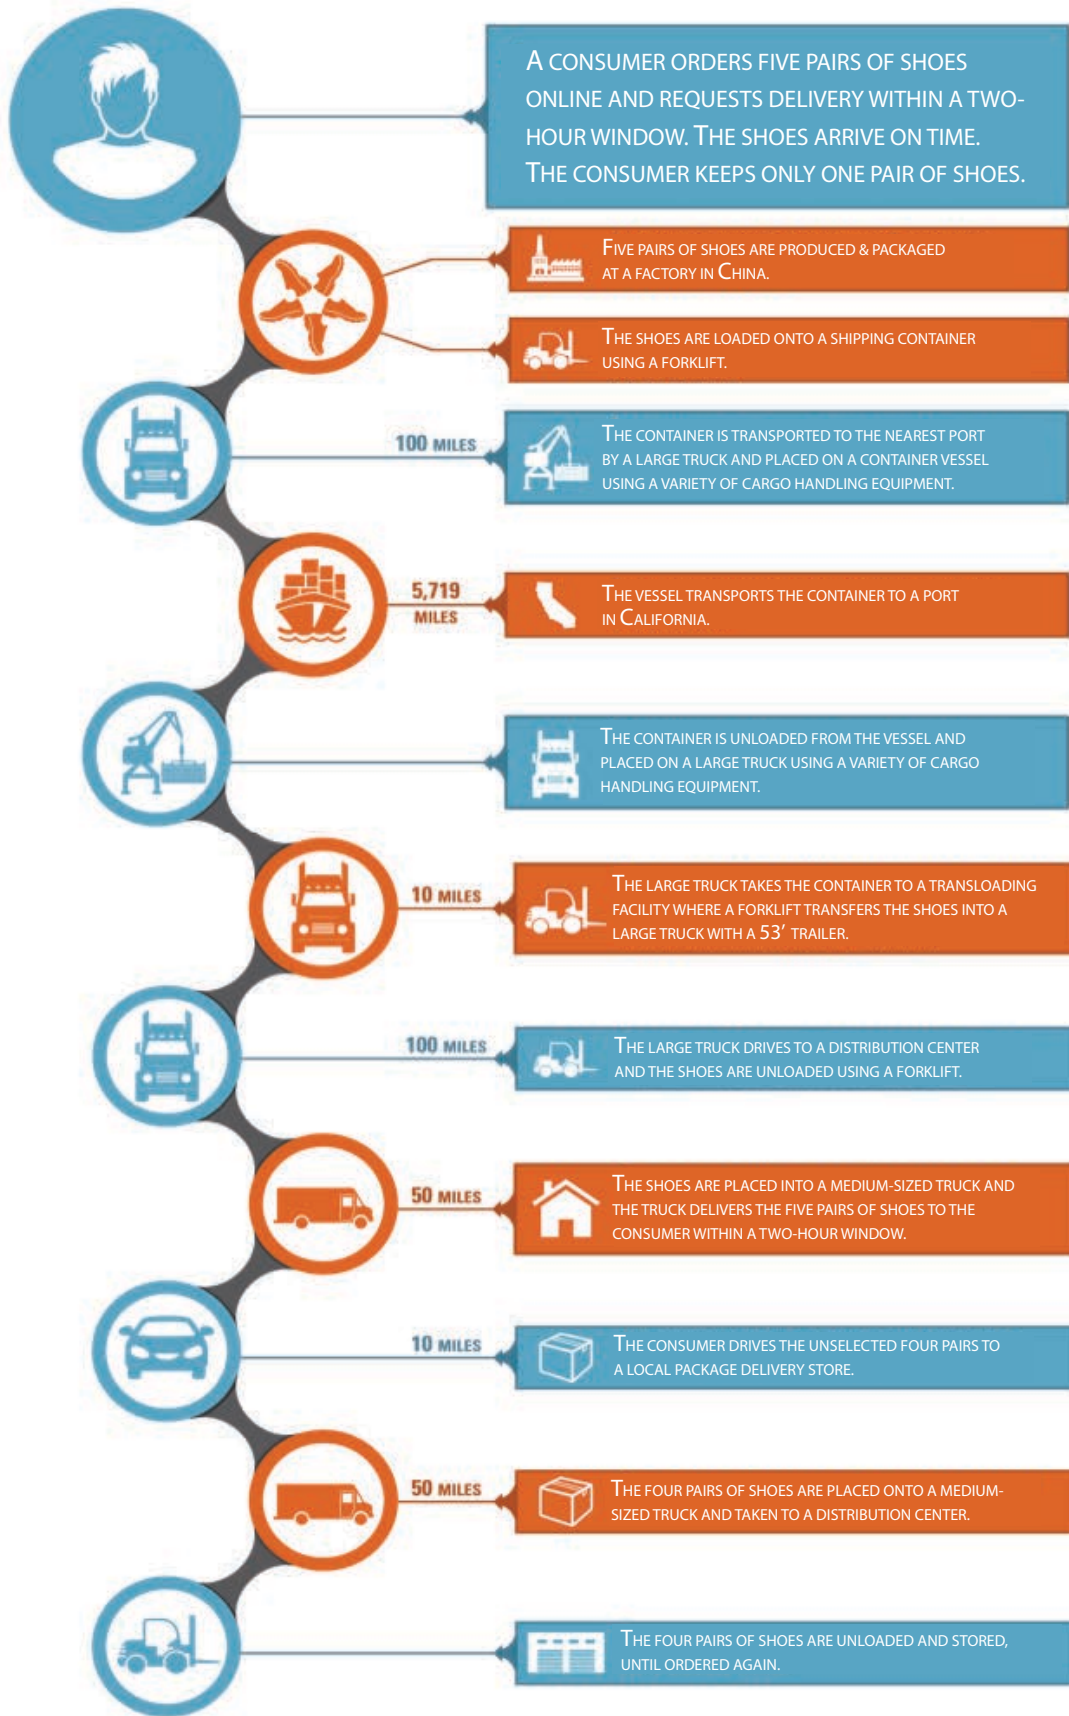 A CONSUMER ORDERS FIVE PAIRS OF SHOES
ONLINE AND REQUESTS DELIVERY WITHIN A TWO-
HOUR WINDOW. THE SHOES ARRIVE ON TIME.
THE CONSUMER KEEPS ONLY ONE PAIR OF SHOES.
FIVE PAIRS OF SHOES ARE PRODUCED & PACKAGED
AT A FACTORY IN CHINA.
THE SHOES ARE LOADED ONTO A SHIPPING CONTAINER
USING A FORKLIFT.
100 MILES
THE CONTAINER IS TRANSPORTED TO THE NEAREST PORT
BY A LARGE TRUCK AND PLACED ON A CONTAINER VESSEL
USING A VARIETY OF CARGO HANDLING EQUIPMENT.
5,719
MILES
THE VESSEL TRANSPORTS THE CONTAINER TO A PORT
IN CALIFORNIA.
THE CONTAINER IS UNLOADED FROM THE VESSEL AND
PLACED ON A LARGE TRUCK USING A VARIETY OF CARGO
HANDLING EQUIPMENT.
10 MILES
THE LARGE TRUCK TAKES THE CONTAINER TO A TRANSLOADING
FACILITY WHERE A FORKLIFT TRANSFERS THE SHOES INTO A
LARGE TRUCK WITH A 53' TRAILER.
100 MILES
THE LARGE TRUCK DRIVES TO A DISTRIBUTION CENTER
AND THE SHOES ARE UNLOADED USING A FORKLIFT.
50 MILES
THE SHOES ARE PLACED INTO A MEDIUM-SIZED TRUCK AND
THE TRUCK DELIVERS THE FIVE PAIRS OF SHOES TO THE
CONSUMER WITHIN A TWO-HOUR WINDOW.
10 MILES
THE CONSUMER DRIVES THE UNSELECTED FOUR PAIRS TO
A LOCAL PACKAGE DELIVERY STORE.
50 MILES
THE FOUR PAIRS OF SHOES ARE PLACED ONTO A MEDIUM-
SIZED TRUCK AND TAKEN TO A DISTRIBUTION CENTER.
THE FOUR PAIRS OF SHOES ARE UNLOADED AND STORED,
UNTIL ORDERED AGAIN.